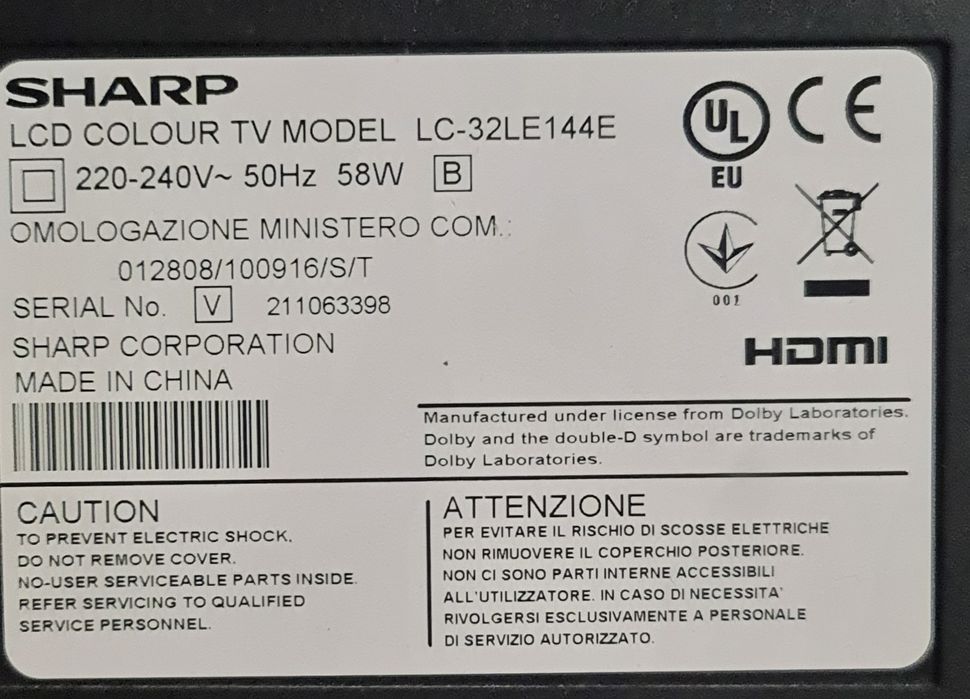 SHARP
LCD COLOUR TV MODEL LC-32LE144E
220-240V~ 50Hz 58W B
OMOLOGAZIONE MINISTERO COM.:
012808/100916/S/T
SERIAL No. V 211063398
SHARP CORPORATION
MADE IN CHINA
UL
EU
CE
001
HDMI
Manufactured under license from Dolby Laboratories.
Dolby and the double-D symbol are trademarks of
Dolby Laboratories.
CAUTION
TO PREVENT ELECTRIC SHOCK,
DO NOT REMOVE COVER.
NO-USER SERVICEABLE PARTS INSIDE.
REFER SERVICING TO QUALIFIED
SERVICE PERSONNEL.
ATTENZIONE
PER EVITARE IL RISCHIO DI SCOSSE ELETTRICHE
NON RIMUOVERE IL COPERCHIO POSTERIORE.
NON CI SONO PARTI INTERNE ACCESSIBILI
ALL'UTILIZZATORE. IN CASO DI NECESSITA'
RIVOLGERSI ESCLUSIVAMENTE A PERSONALE
DI SERVIZIO AUTORIZZATO.